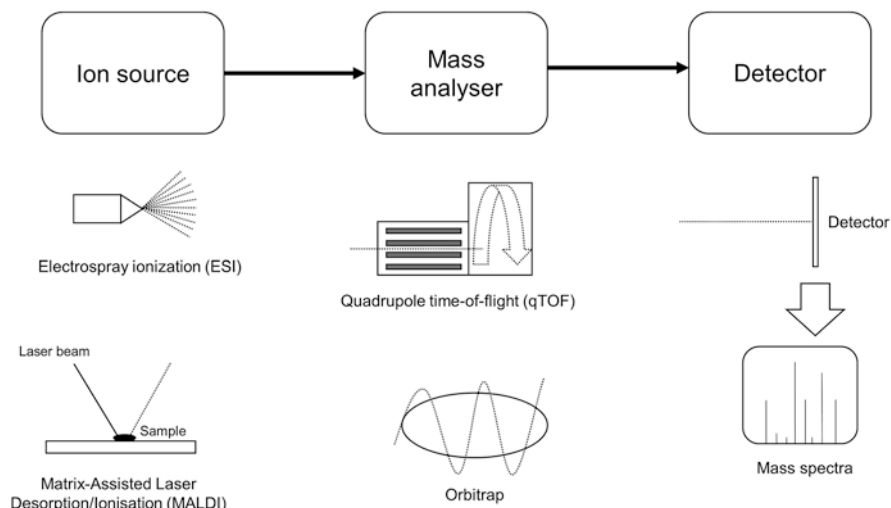 Ion source
Mass
analyser
Detector
Electrospray ionization (ESI)
Quadrupole time-of-flight (qTOF)
Detector
Laser beam
Sample
Matrix-Assisted Laser
Desorption/Ionisation (MALDI)
Orbitrap
Mass spectra